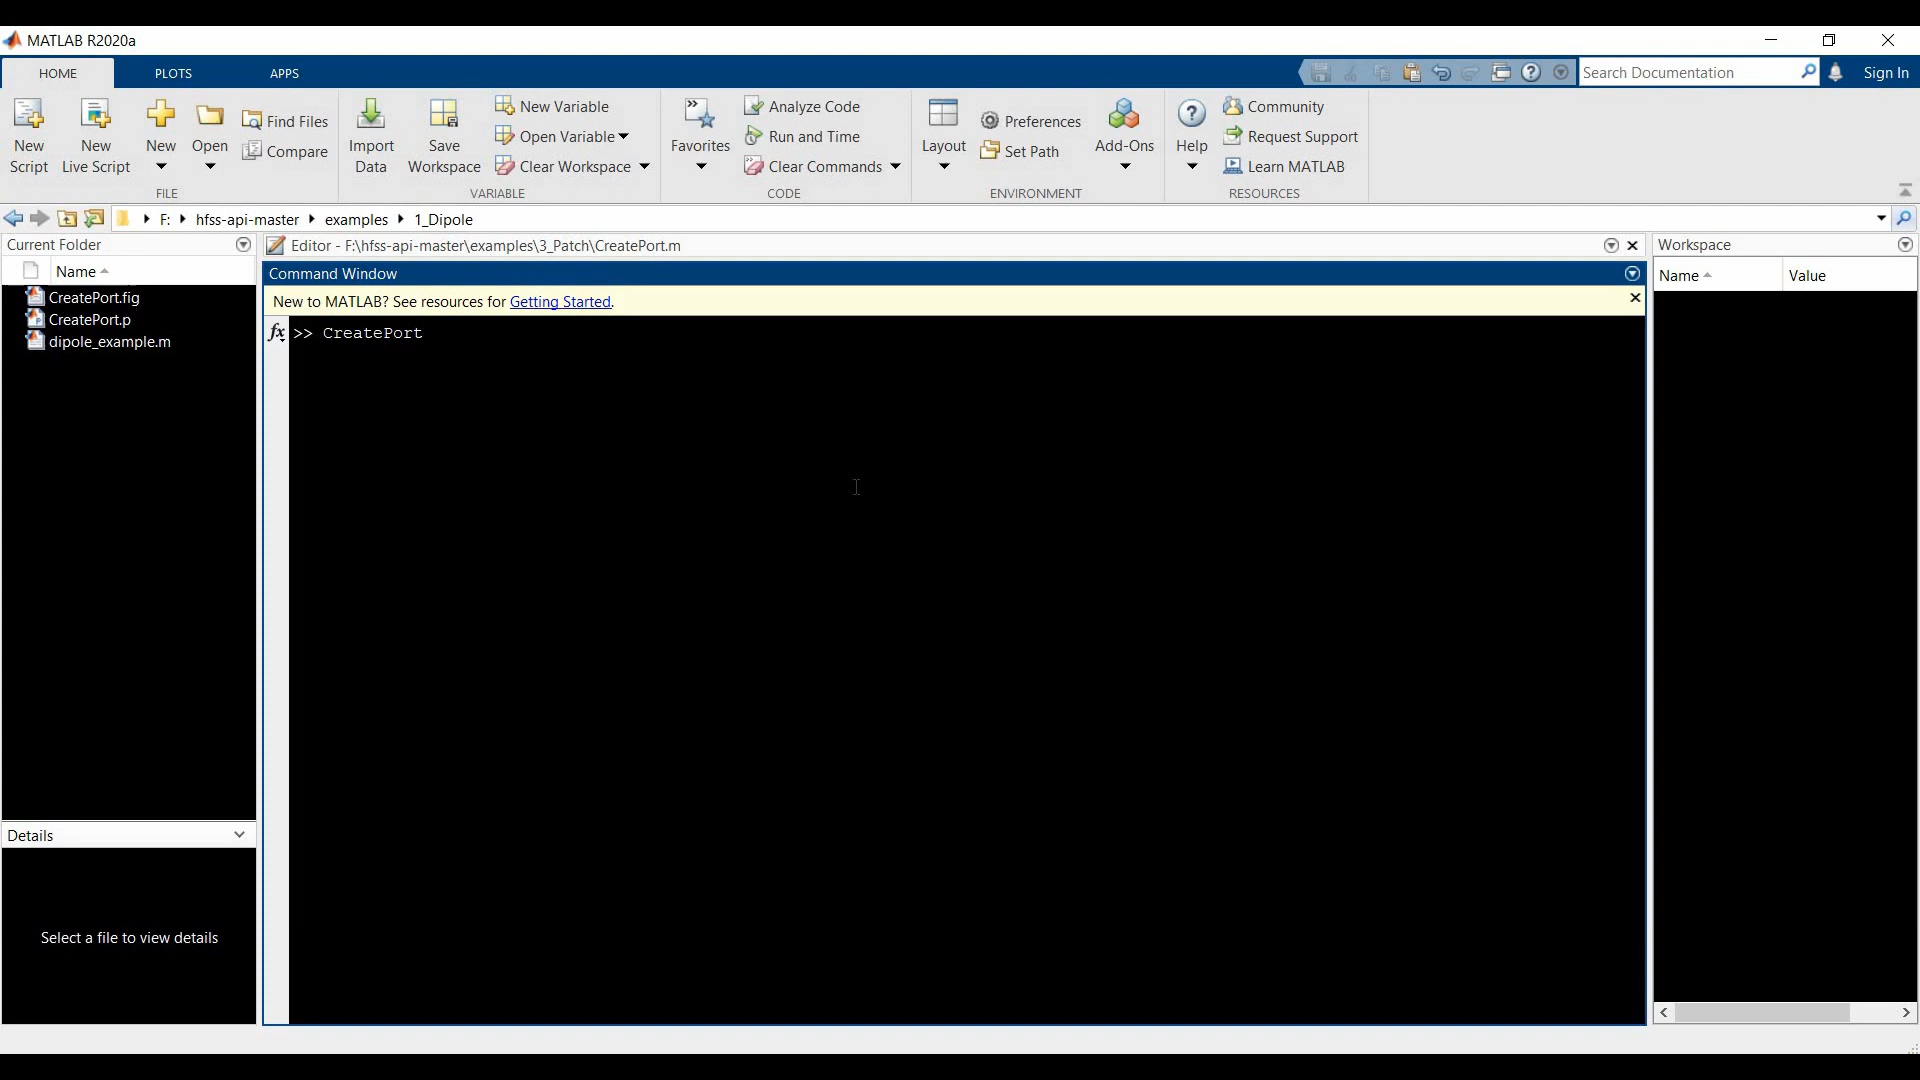 MATLAB R2020a
HOME
PLOTS
APPS
Search Documentation
Sign In
New Script
New Live Script
New
Open
Find Files
Compare
FILE
Import Data
Save Workspace
New Variable
Open Variable
Clear Workspace
VARIABLE
Favorites
Analyze Code
Run and Time
Clear Commands
CODE
Layout
Preferences
Set Path
Add-Ons
ENVIRONMENT
Help
Community
Request Support
Learn MATLAB
RESOURCES
F: hfss-api-master examples 1_Dipole
Current Folder
Name
CreatePort.fig
CreatePort.p
dipole_example.m
Details
Select a file to view details
Editor - F:\hfss-api-master\examples\3_Patch\CreatePort.m
Command Window
New to MATLAB? See resources for Getting Started.
fx >> CreatePort
Workspace
Name Value